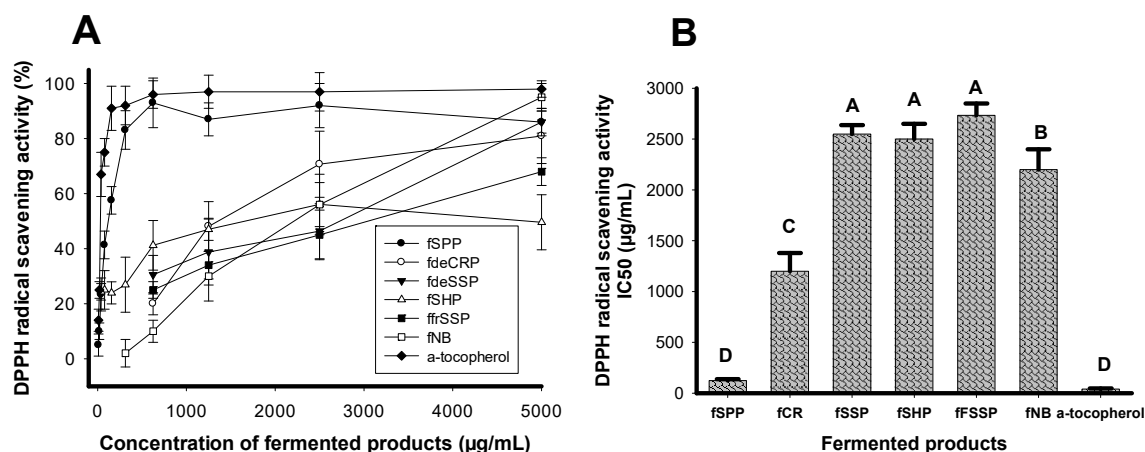 A
DPPH radical scavening activity (%)
100
80
60
40
20
0
fSPP
fdeCRP
fdeSSP
fSHP
ffrSSP
fNB
a-tocopherol
0 1000 2000 3000 4000 5000
Concentration of fermented products (µg/mL)
B
DPPH radical scavening activity
IC50 (µg/mL)
3000
2500
2000
1500
1000
500
0
D C A A A B D
fSPP fCR fSSP fSHP fFSSP fNB a-tocopherol
Fermented products